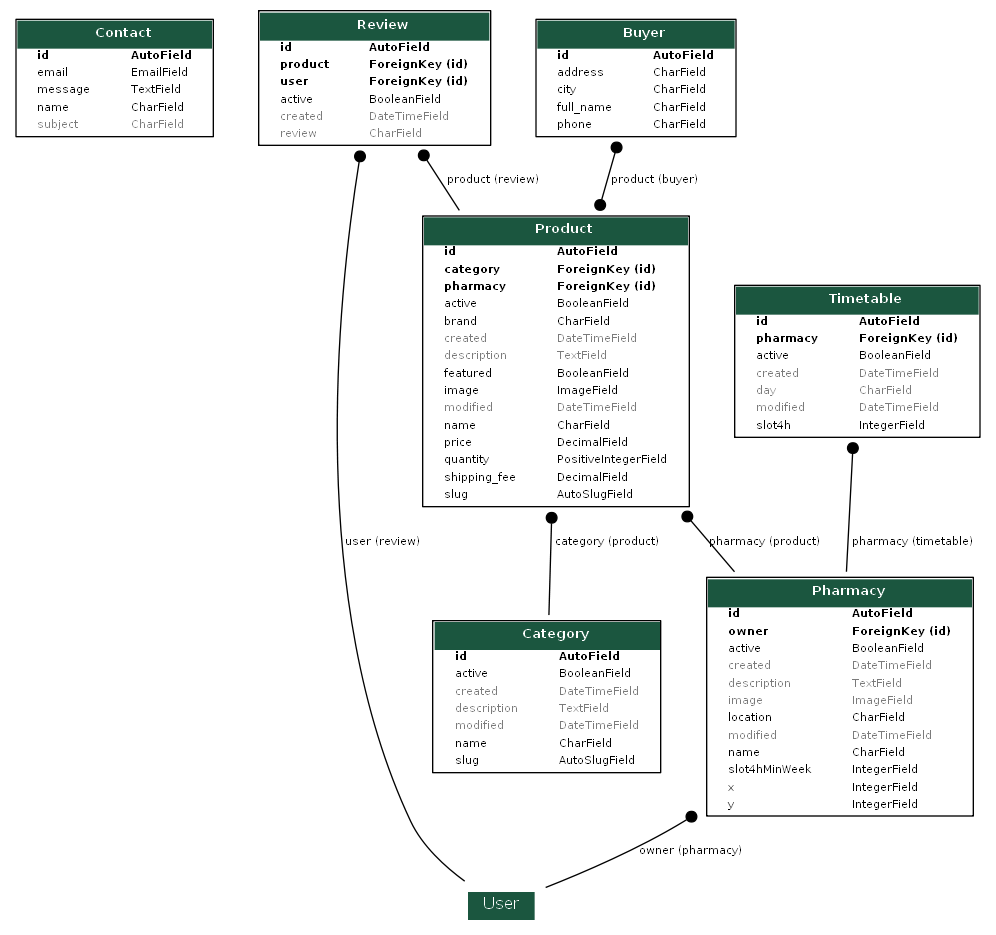 Contact
id AutoField
email EmailField
message TextField
name CharField
subject CharField
Review
id AutoField
product ForeignKey (id)
user ForeignKey (id)
active BooleanField
created DateTimeField
review CharField
Buyer
id AutoField
address CharField
city CharField
full_name CharField
phone CharField
product (review)
product (buyer)
Product
id AutoField
category ForeignKey (id)
pharmacy ForeignKey (id)
active BooleanField
brand CharField
created DateTimeField
description TextField
featured BooleanField
image ImageField
modified DateTimeField
name CharField
price DecimalField
quantity PositiveIntegerField
shipping_fee DecimalField
slug AutoSlugField
Timetable
id AutoField
pharmacy ForeignKey (id)
active BooleanField
created DateTimeField
day CharField
modified DateTimeField
slot4h IntegerField
user (review)
category (product)
pharmacy (product)
pharmacy (timetable)
Category
id AutoField
active BooleanField
created DateTimeField
description TextField
modified DateTimeField
name CharField
slug AutoSlugField
Pharmacy
id AutoField
owner ForeignKey (id)
active BooleanField
created DateTimeField
description TextField
image ImageField
location CharField
modified DateTimeField
name CharField
slot4hMinWeek IntegerField
x IntegerField
y IntegerField
owner (pharmacy)
User